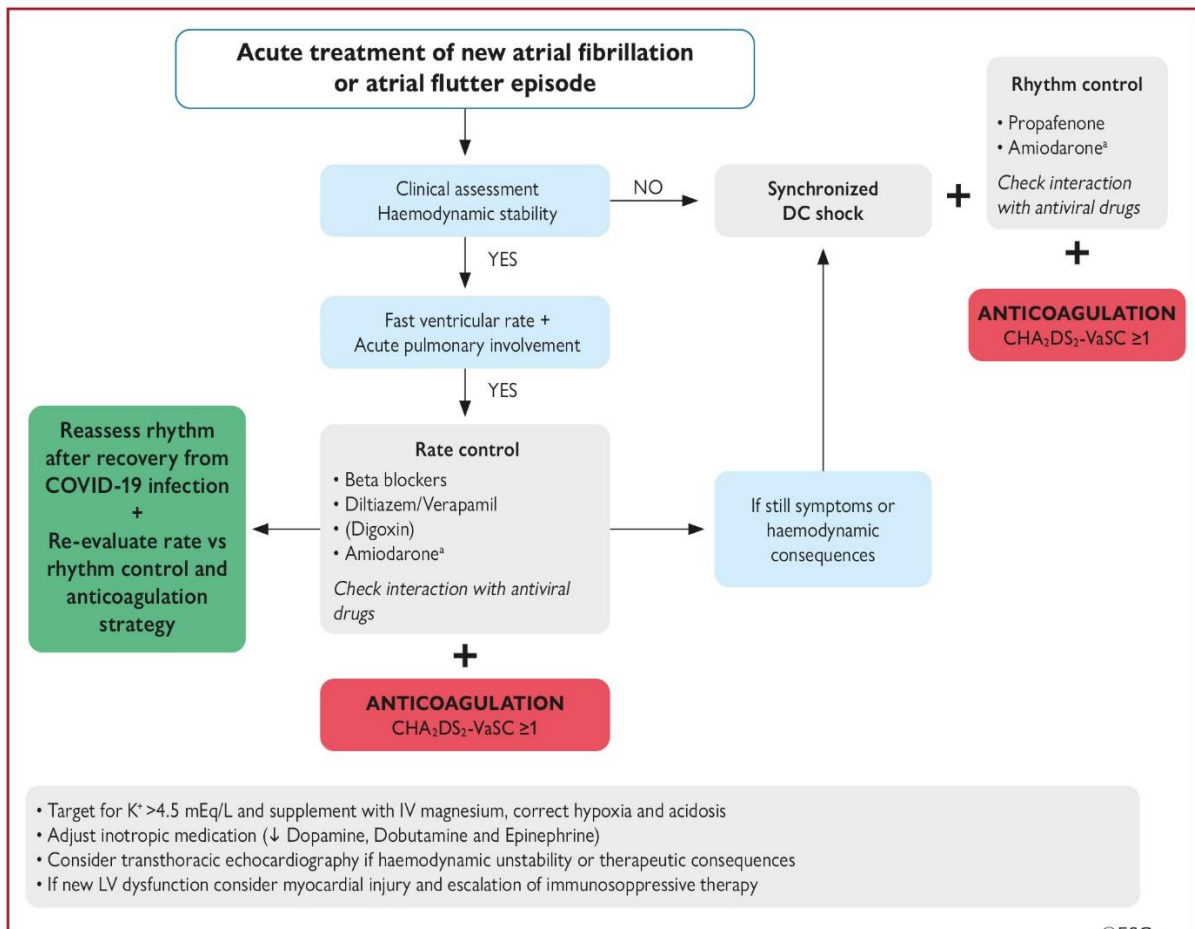 Acute treatment of new atrial fibrillation
or atrial flutter episode
Clinical assessment
Haemodynamic stability
NO
Synchronized
DC shock
+
Rhythm control
• Propafenone
• Amiodaroneᵃ
Check interaction
with antiviral drugs
+
ANTICOAGULATION
CHA₂DS₂-VaSC ≥1
YES
Fast ventricular rate +
Acute pulmonary involvement
YES
Reassess rhythm
after recovery from
COVID-19 infection
+
Re-evaluate rate vs
rhythm control and
anticoagulation
strategy
Rate control
• Beta blockers
• Diltiazem/Verapamil
• (Digoxin)
• Amiodaroneᵃ
Check interaction with antiviral
drugs
If still symptoms or
haemodynamic
consequences
+
ANTICOAGULATION
CHA₂DS₂-VaSC ≥1
• Target for K⁺ >4.5 mEq/L and supplement with IV magnesium, correct hypoxia and acidosis
• Adjust inotropic medication (↓ Dopamine, Dobutamine and Epinephrine)
• Consider transthoracic echocardiography if haemodynamic unstability or therapeutic consequences
• If new LV dysfunction consider myocardial injury and escalation of immunosoppressive therapy